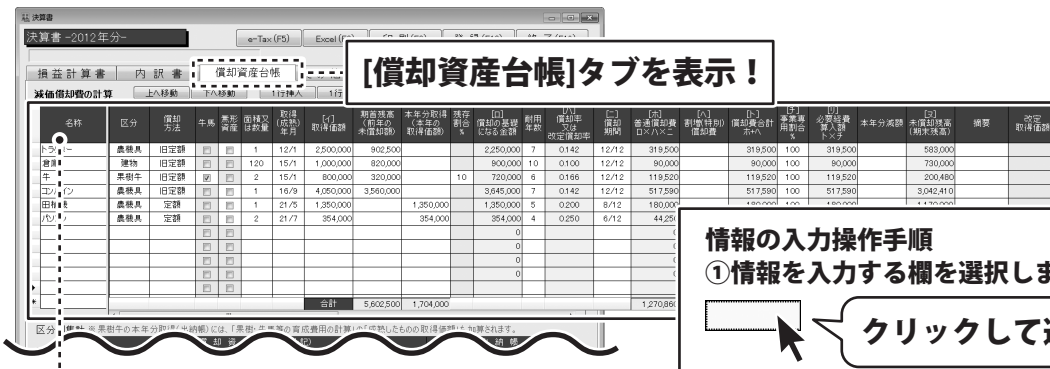 決算書
決算書 -2012年分-
e-Tax(F5) Excel
[償却資産台帳]タブを表示！
損益計算書 内訳書 償却資産台帳
減価償却費の計算 上へ移動 下へ移動 1行挿入 1行
名称 区分 償却方法 牛馬 無形資産 面積又は数量 取得(成熟)年月 [イ]取得価額 期首残高(前年の未償却額) 本年分取得(本年の取得価額) 残存割合% [ロ]償却の基礎になる金額 耐用年数 [ハ]償却率又は改定償却率 [ニ]償却期間 [ホ]普通償却費ロ×ハ×ニ [ヘ]割増(特別)償却費 [ト]償却費合計ホ+ヘ [チ]事業専用割合% [リ]必要経費算入額ト×チ 本年分減額 [ヌ]未償却残高(期末残高) 摘要 改定取得価額
農機具 旧定額 1 12/1 2,500,000 902,500 2,250,000 7 0.142 12/12 319,500 319,500 100 319,500 583,000
建物 旧定額 120 15/1 1,000,000 820,000 900,000 10 0.100 12/12 90,000 90,000 100 90,000 730,000
牛 果樹牛 旧定額 2 15/1 800,000 320,000 10 720,000 6 0.166 12/12 119,520 119,520 100 119,520 200,480
農機具 旧定額 1 16/9 4,050,000 3,560,000 3,645,000 7 0.142 12/12 517,590 517,590 100 517,590 3,042,410
農機具 定額 1 21/5 1,350,000 1,350,000 1,350,000 5 0.200 8/12 180,000 180,000 100 180,000 1,170,000
農機具 定額 2 21/7 354,000 354,000 354,000 4 0.250 6/12
0
0
0
0
合計 5,602,500 1,704,000
情報の入力操作手順
①情報を入力する欄を選択しま
クリックして